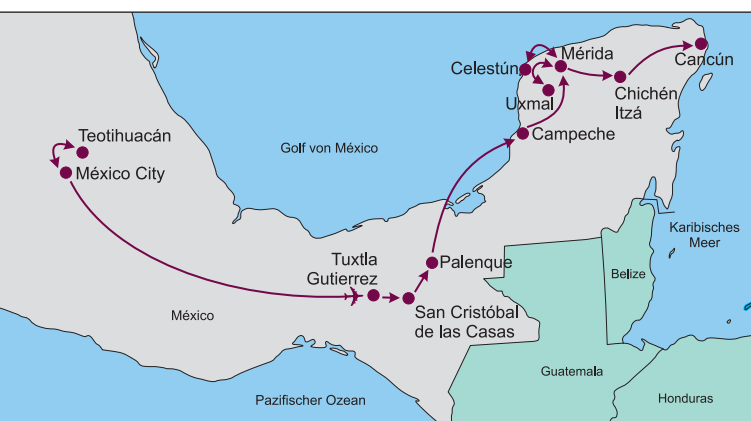 Teotihuacán
México City
Golf von México
Celestún
Mérida
Cancún
Uxmal
Chichén
Itzá
Campeche
Tuxtla
Gutierrez
Palenque
San Cristóbal
de las Casas
México
Pazifischer Ozean
Karibisches
Meer
Belize
Guatemala
Honduras